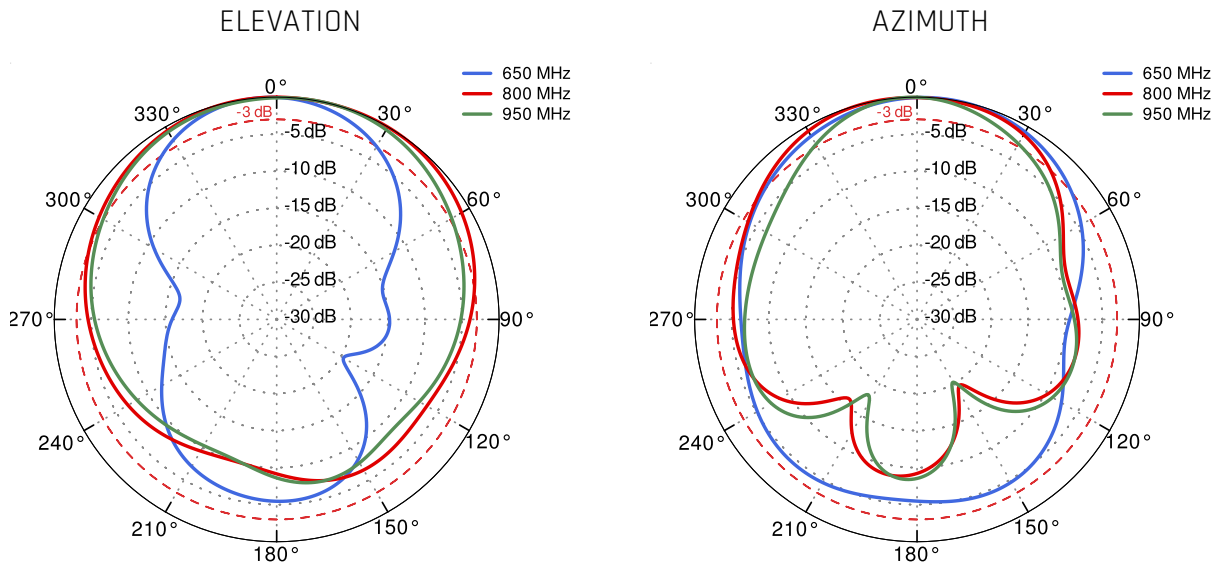 ELEVATION
650 MHz
800 MHz
950 MHz
0°
330°
-3 dB
30°
-5 dB
-10 dB
300°
60°
-15 dB
-20 dB
-25 dB
-30 dB
270°
90°
240°
120°
210°
150°
180°
AZIMUTH
650 MHz
800 MHz
950 MHz
0°
330°
-3 dB
30°
-5 dB
-10 dB
300°
60°
-15 dB
-20 dB
-25 dB
-30 dB
270°
90°
240°
120°
210°
150°
180°